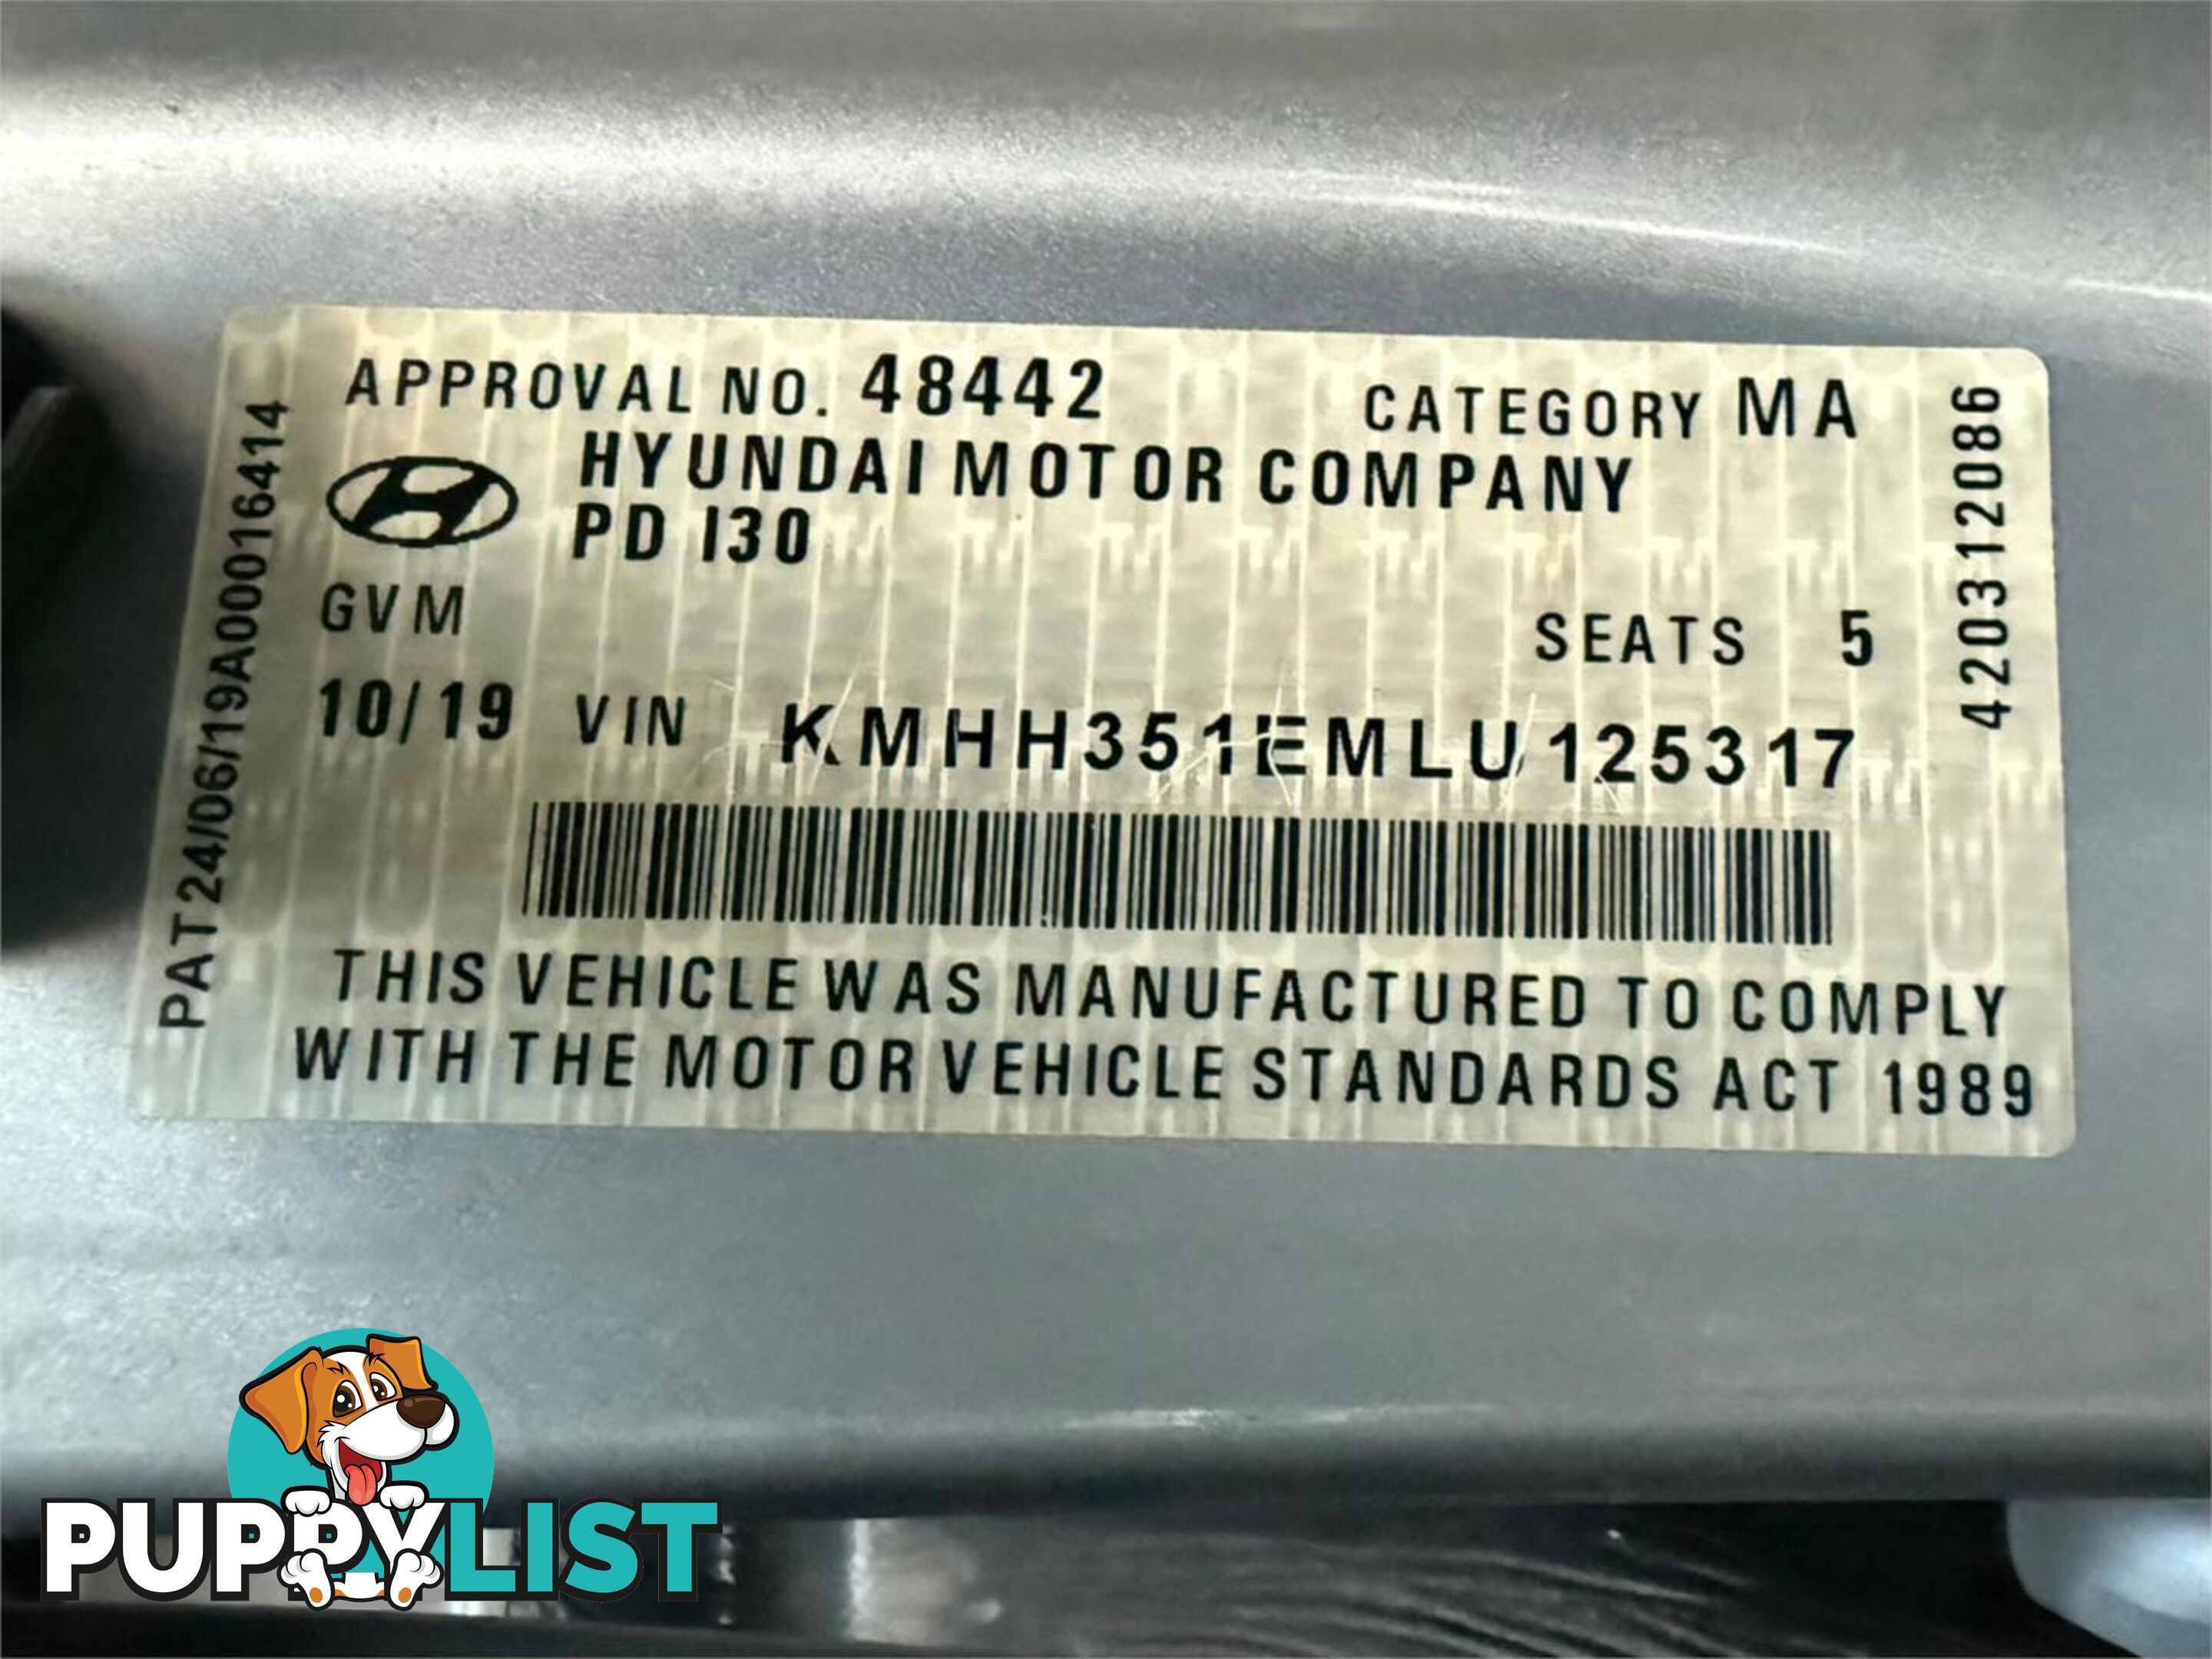 APPROVAL NO. 48442 CATEGORY MA
HYUNDAI MOTOR COMPANY
PD I30
GVM
SEATS 5
10/19 VIN KMHH351EMLU125317
THIS VEHICLE WAS MANUFACTURED TO COMPLY
WITH THE MOTOR VEHICLE STANDARDS ACT 1989
PAT24/06/19A00016414
420312086
PUPPYLIST